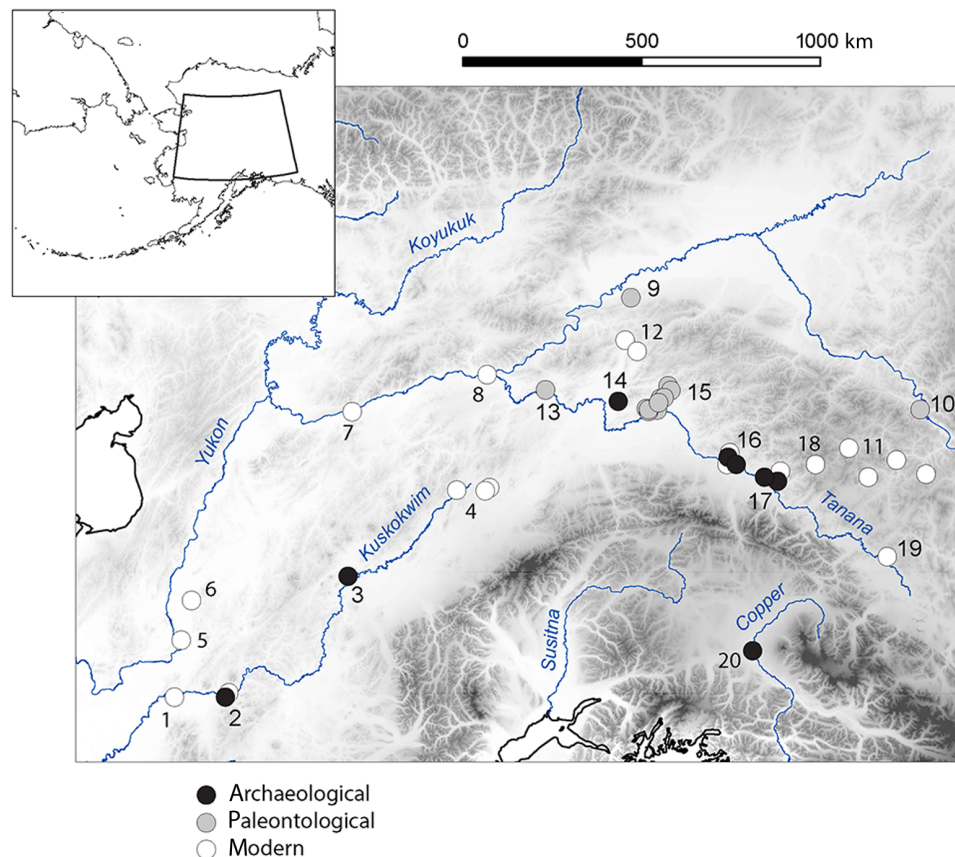 0 500 1000 km
Koyukuk
9
12
14
15
8
13
10
7
Yukon
16
18
11
17
Tanana
4
Kuskokwim
19
3
6
5
Susitna
Copper
20
1
2
Archaeological
Paleontological
Modern